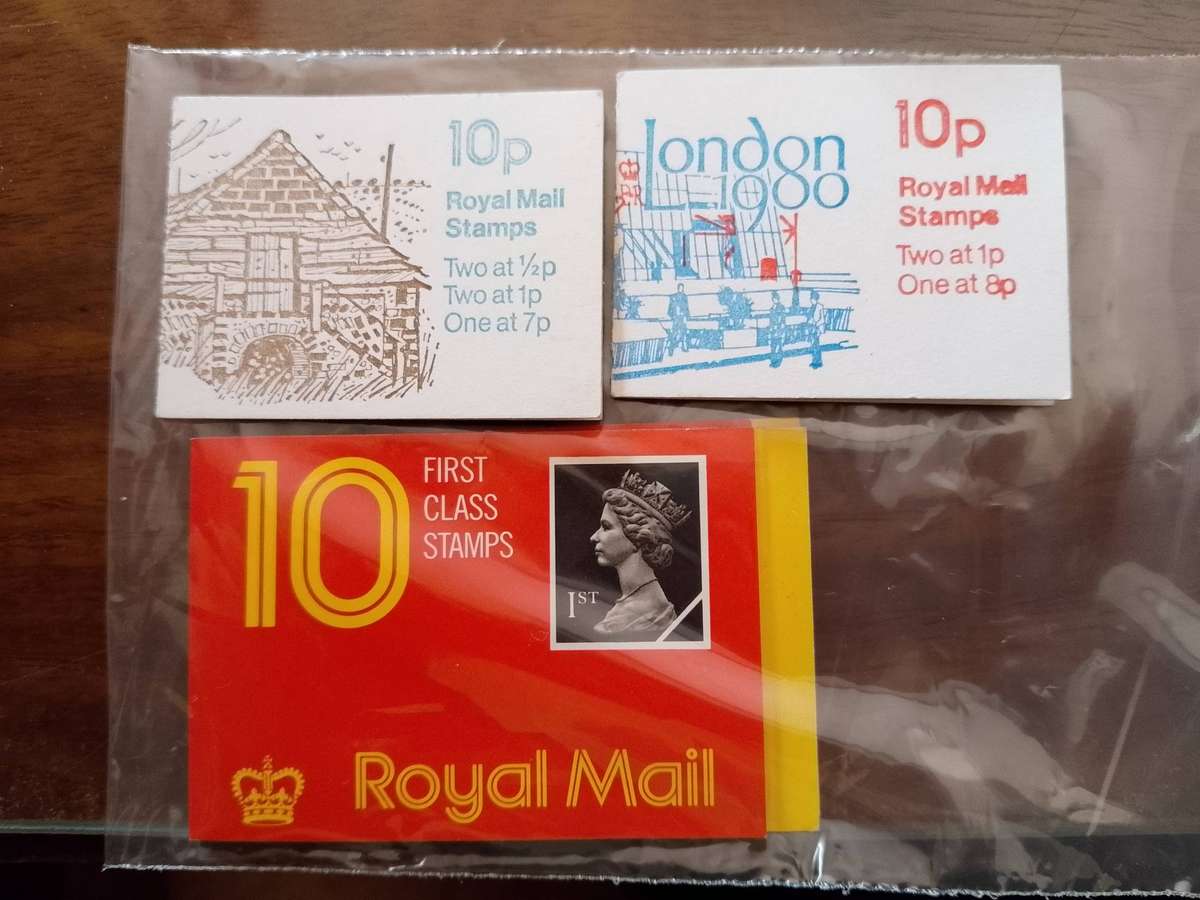 10p
Royal Mail
Stamps
Two at ½p
Two at 1p
One at 7p
London
1980
10p
Royal Mail
Stamps
Two at 1p
One at 8p
10
FIRST
CLASS
STAMPS
1ST
Royal Mail